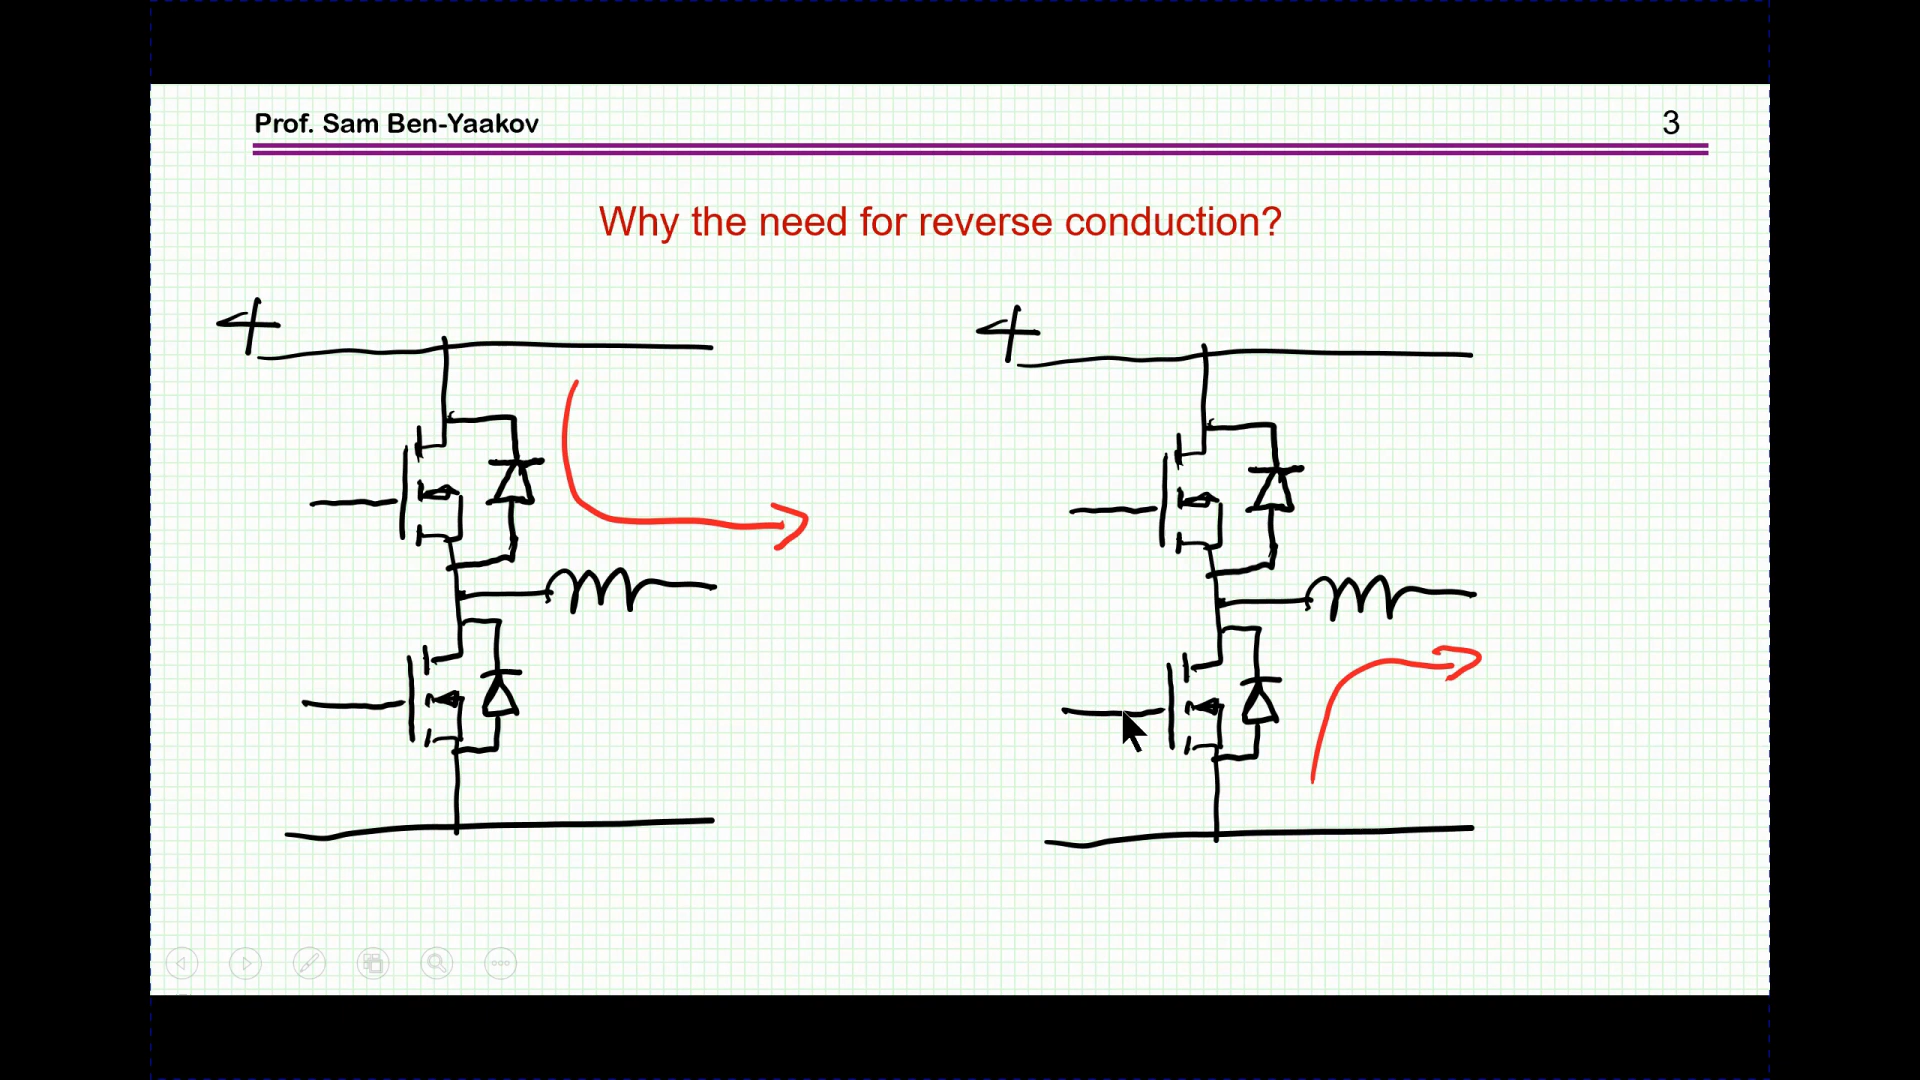 Prof. Sam Ben-Yaakov
3
Why the need for reverse conduction?